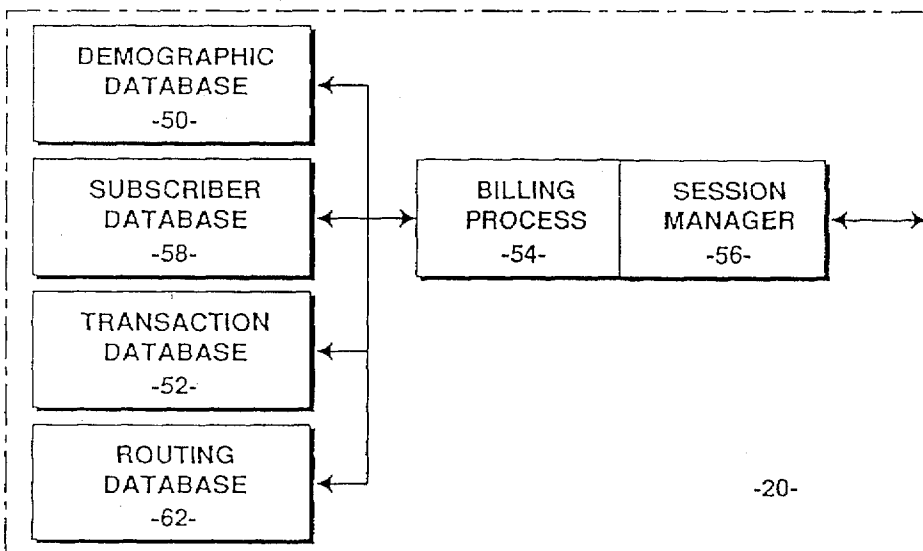 DEMOGRAPHIC
DATABASE
-50-
SUBSCRIBER
DATABASE
-58-
TRANSACTION
DATABASE
-52-
ROUTING
DATABASE
-62-
BILLING
PROCESS
-54-
SESSION
MANAGER
-56-
-20-